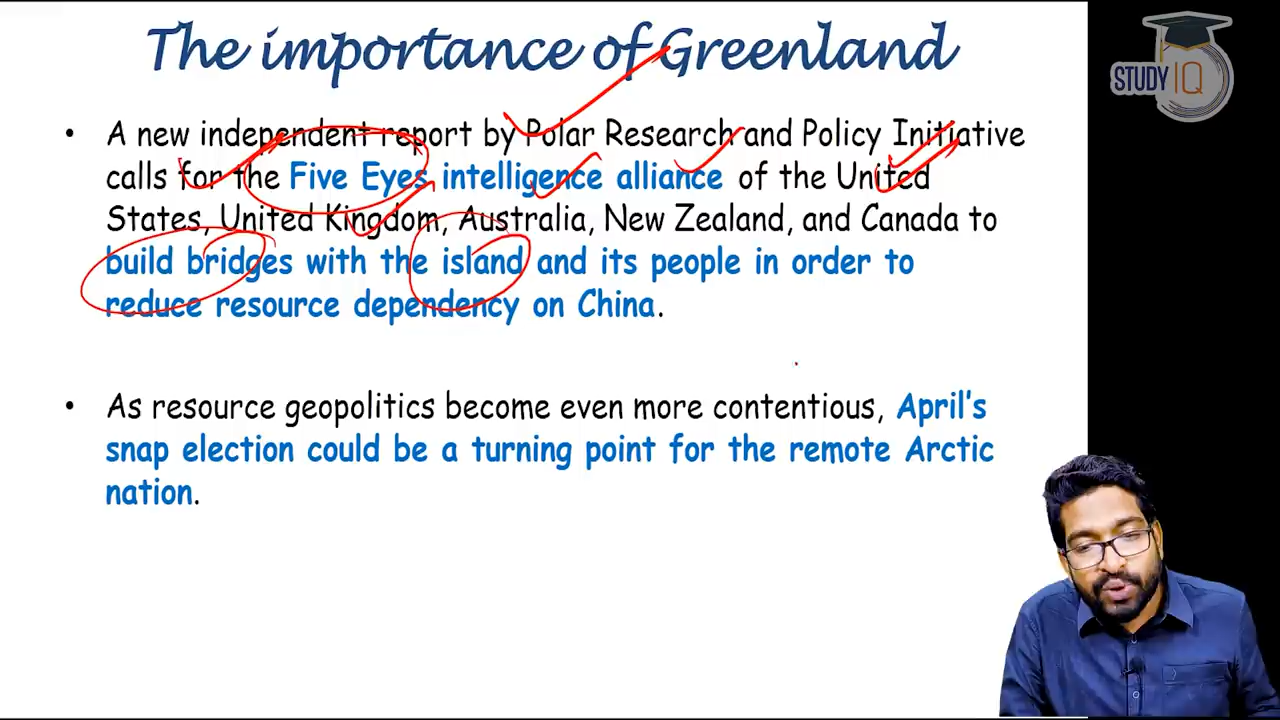 The importance of Greenland
STUDY IQ
• A new independent report by Polar Research and Policy Initiative
calls for the Five Eyes intelligence alliance of the United
States, United Kingdom, Australia, New Zealand, and Canada to
build bridges with the island and its people in order to
reduce resource dependency on China.
• As resource geopolitics become even more contentious, April's
snap election could be a turning point for the remote Arctic
nation.